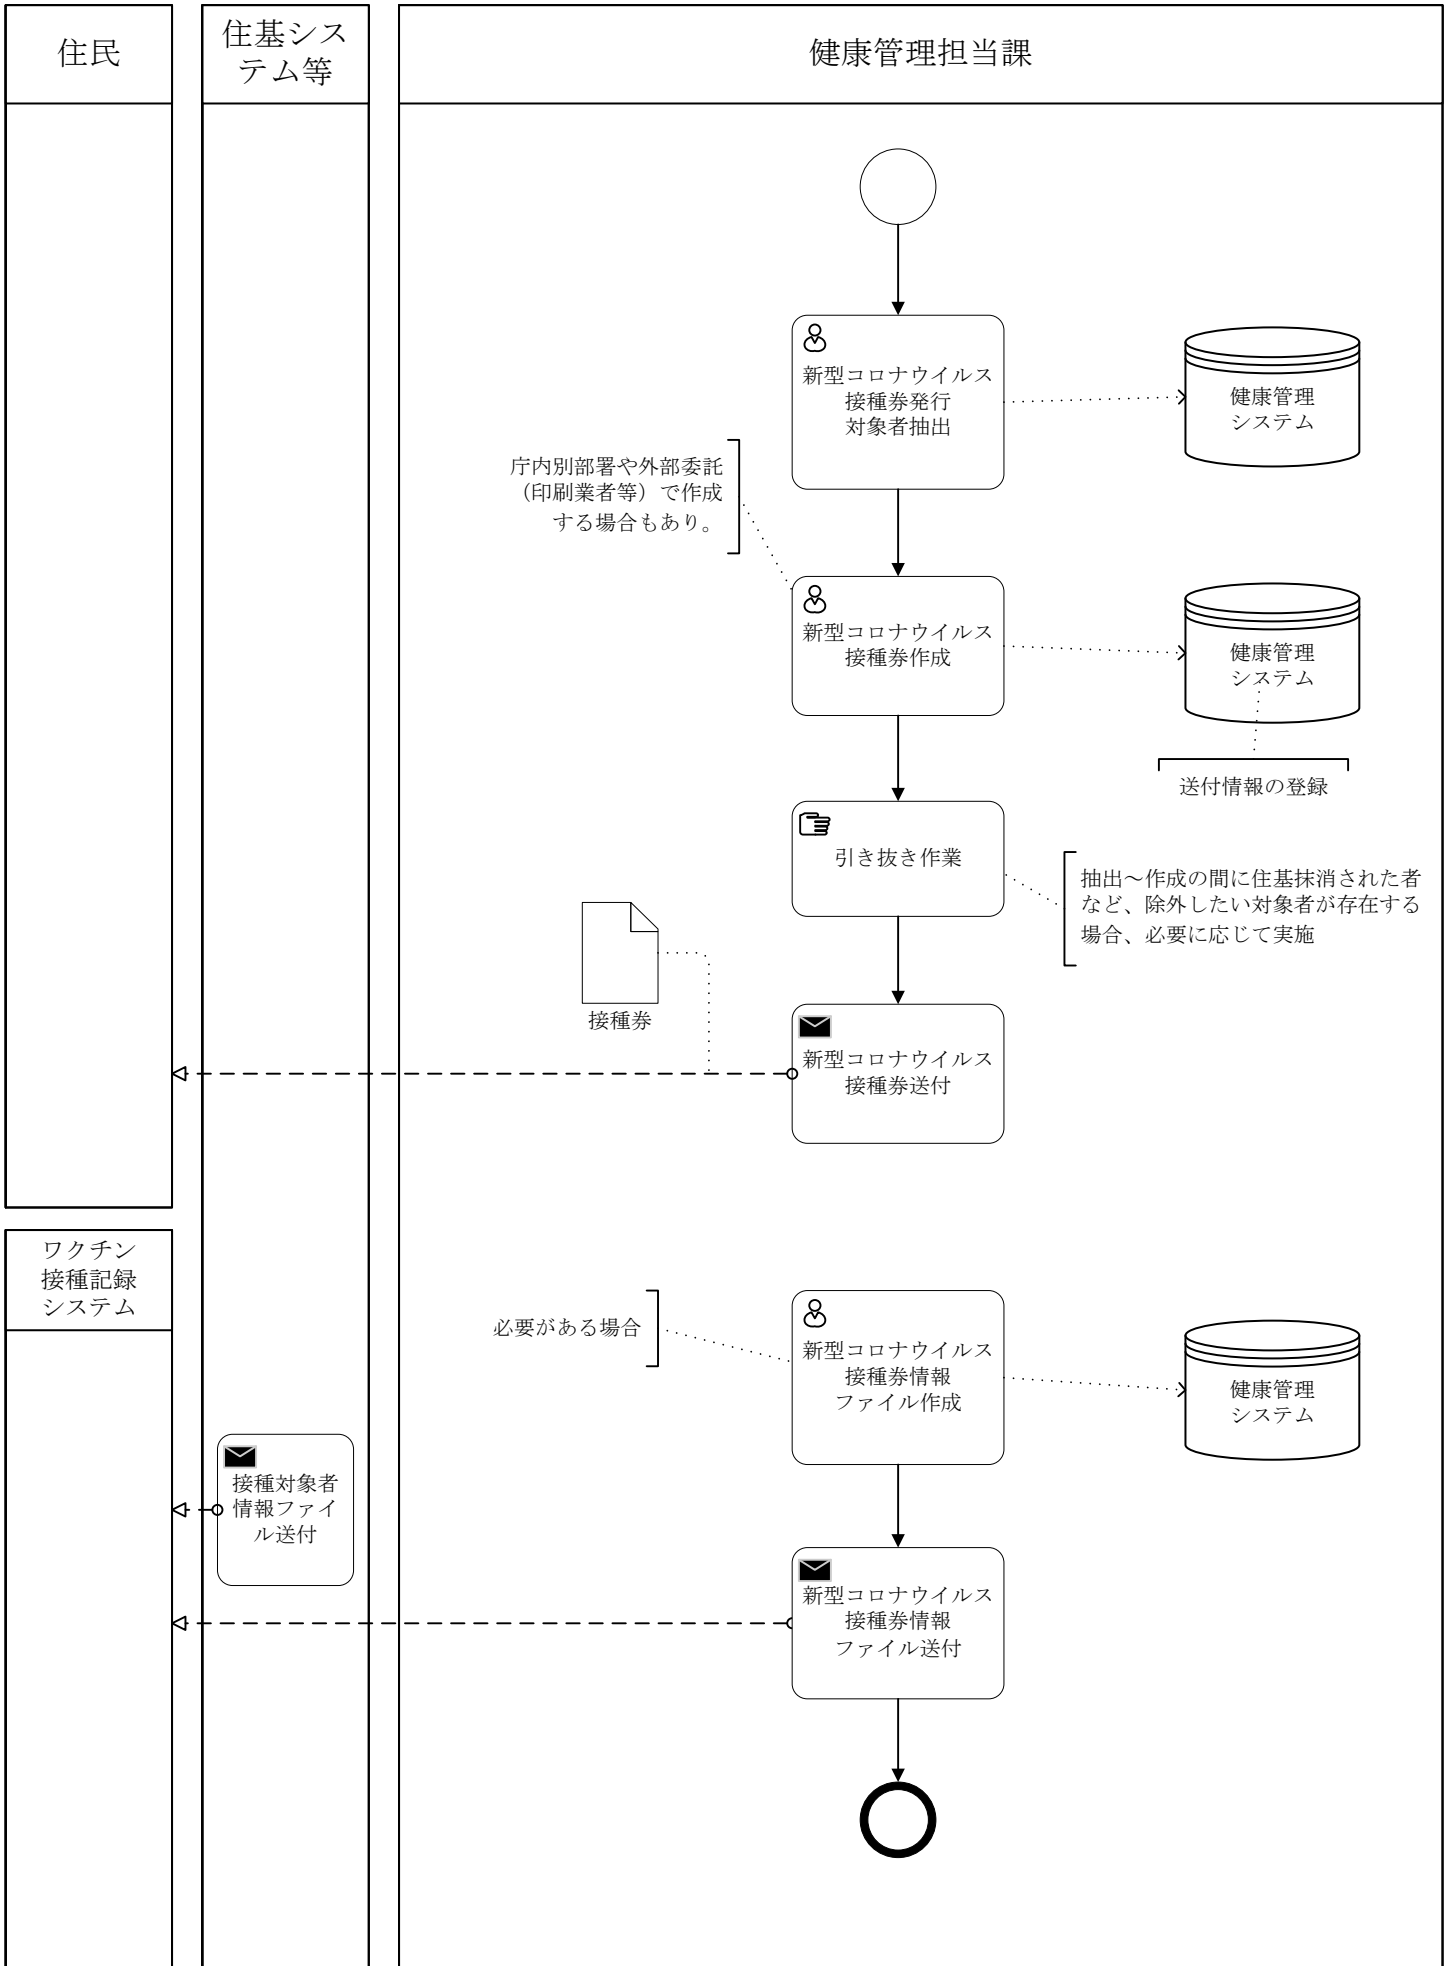 住民
住基シス
テム等
健康管理担当課
新型コロナウイルス
接種券発行
対象者抽出
健康管理
システム
庁内別部署や外部委託
（印刷業者等）で作成
する場合もあり。
新型コロナウイルス
接種券作成
健康管理
システム
送付情報の登録
引き抜き作業
抽出～作成の間に住基抹消された者
など、除外したい対象者が存在する
場合、必要に応じて実施
接種券
新型コロナウイルス
接種券送付
ワクチン
接種記録
システム
必要がある場合
新型コロナウイルス
接種券情報
ファイル作成
健康管理
システム
接種対象者
情報ファイ
ル送付
新型コロナウイルス
接種券情報
ファイル送付